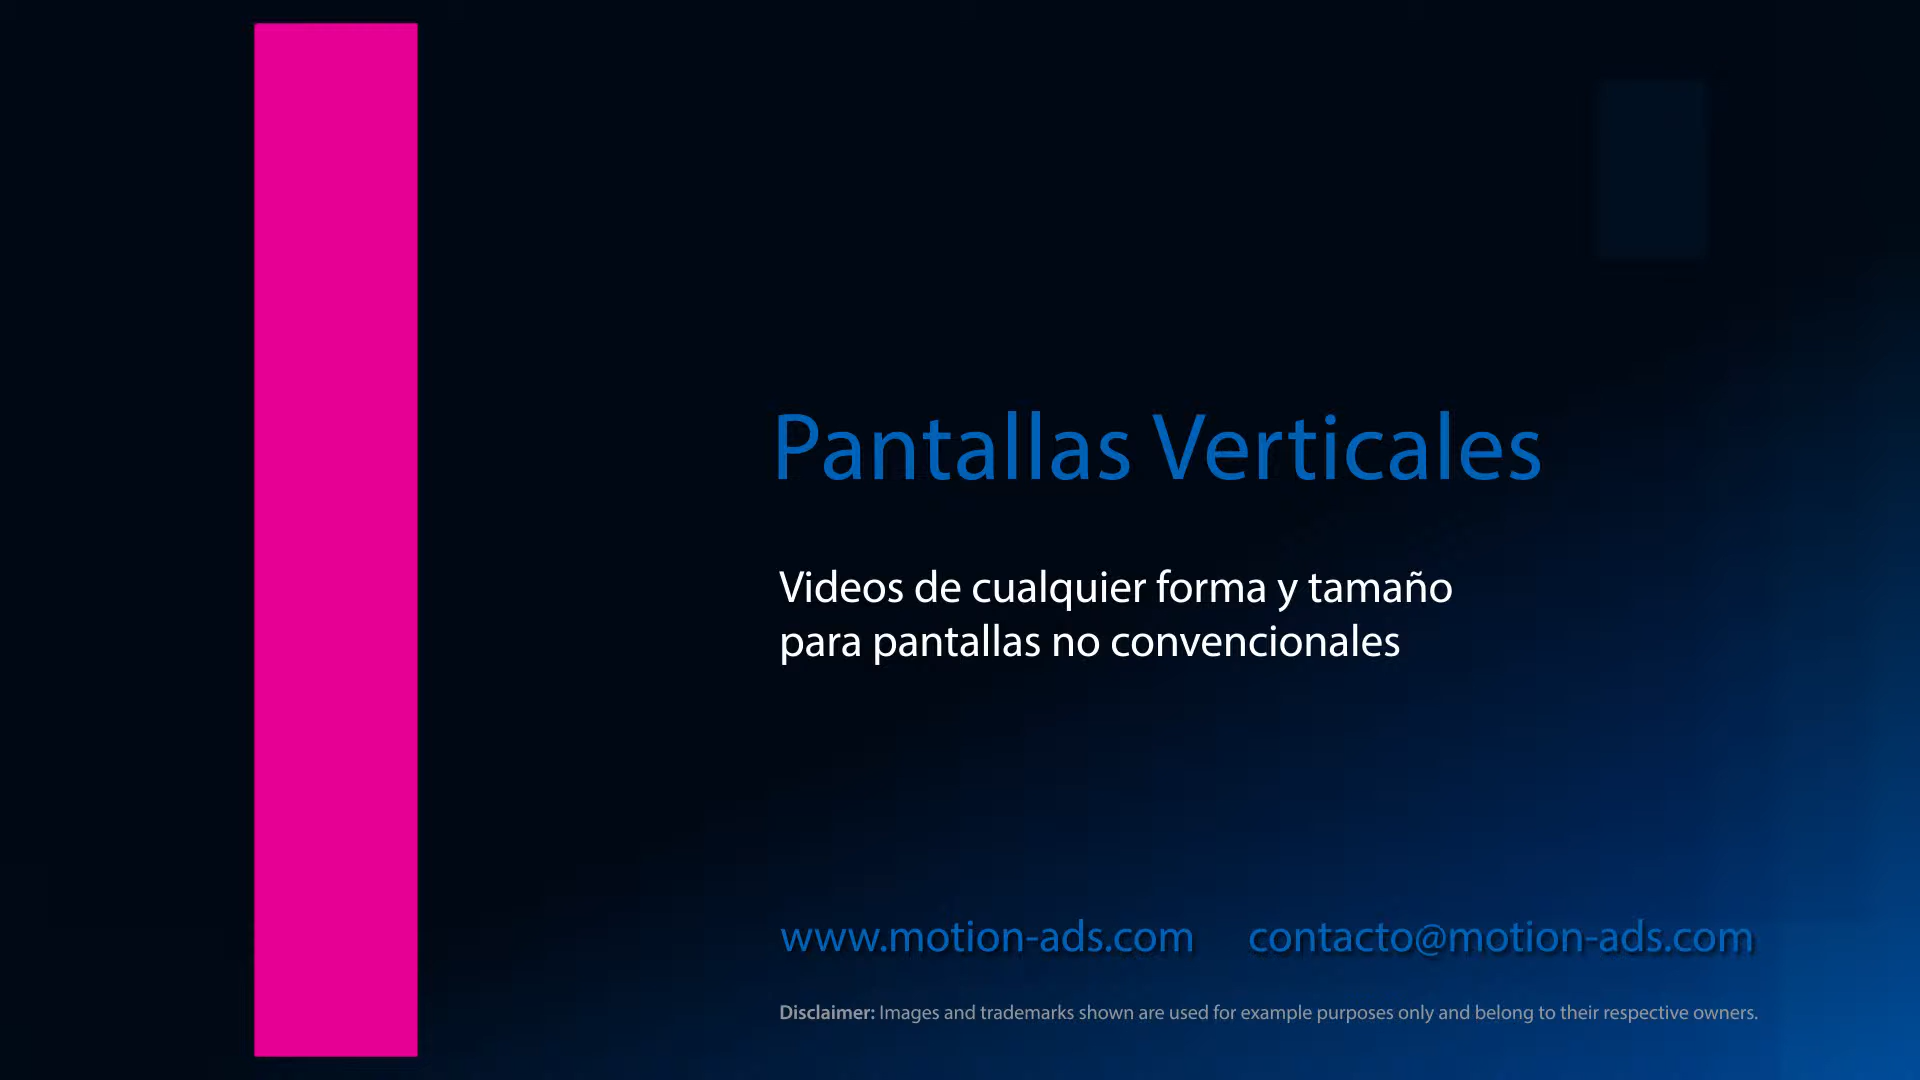 Pantallas Verticales
Videos de cualquier forma y tamaño
para pantallas no convencionales
www.motion-ads.com contacto@motion-ads.com
Disclaimer: Images and trademarks shown are used for example purposes only and belong to their respective owners.